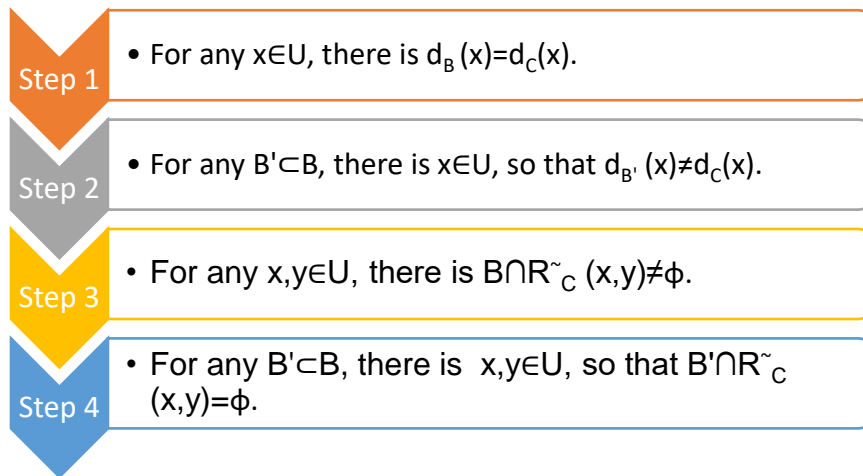 Step 1
• For any x∈U, there is d_B (x)=d_C(x).
Step 2
• For any B'⊂B, there is x∈U, so that d_B' (x)≠d_C(x).
Step 3
• For any x,y∈U, there is B∩R^~_C (x,y)≠ϕ.
Step 4
• For any B'⊂B, there is x,y∈U, so that B'∩R^~_C
(x,y)=ϕ.